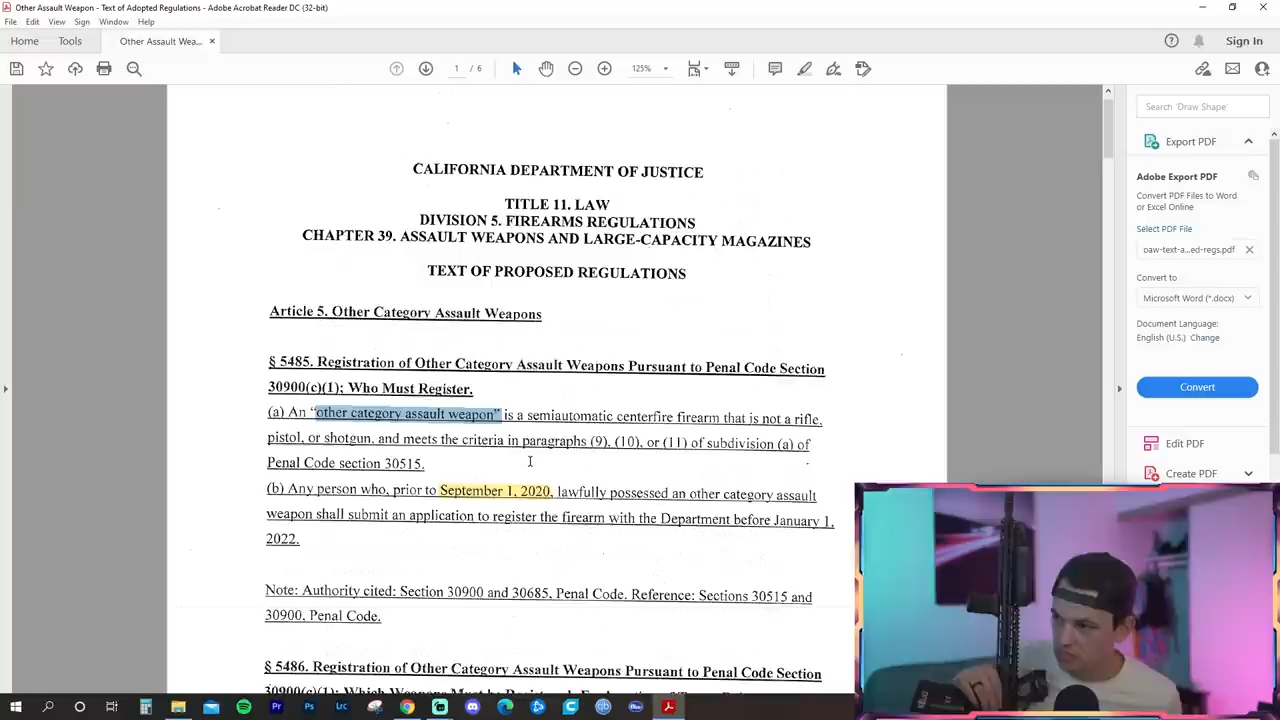 Other Assault Weapon - Text of Adopted Regulations - Adobe Acrobat Reader DC (32-bit)
File Edit View Sign Window Help
Home Tools Other Assault Wea... Sign In
1 / 6 125%
Search 'Draw Shape'
CALIFORNIA DEPARTMENT OF JUSTICE
TITLE 11. LAW
DIVISION 5. FIREARMS REGULATIONS
CHAPTER 39. ASSAULT WEAPONS AND LARGE-CAPACITY MAGAZINES
TEXT OF PROPOSED REGULATIONS
Article 5. Other Category Assault Weapons
§ 5485. Registration of Other Category Assault Weapons Pursuant to Penal Code Section
30900(c)(1); Who Must Register.
(a) An “other category assault weapon” is a semiautomatic centerfire firearm that is not a rifle,
pistol, or shotgun, and meets the criteria in paragraphs (9), (10), or (11) of subdivision (a) of
Penal Code section 30515.
(b) Any person who, prior to September 1, 2020, lawfully possessed an other category assault
weapon shall submit an application to register the firearm with the Department before January 1,
2022.
Note: Authority cited: Section 30900 and 30685, Penal Code. Reference: Sections 30515 and
30900, Penal Code.
§ 5486. Registration of Other Category Assault Weapons Pursuant to Penal Code Section
Export PDF
Adobe Export PDF
Convert PDF Files to Word
or Excel Online
Select PDF File
oaw-text-a...ed-regs.pdf
Convert to
Microsoft Word (*.docx)
Document Language:
English (U.S.) Change
Convert
Edit PDF
Create PDF
Pr Ps Lrc